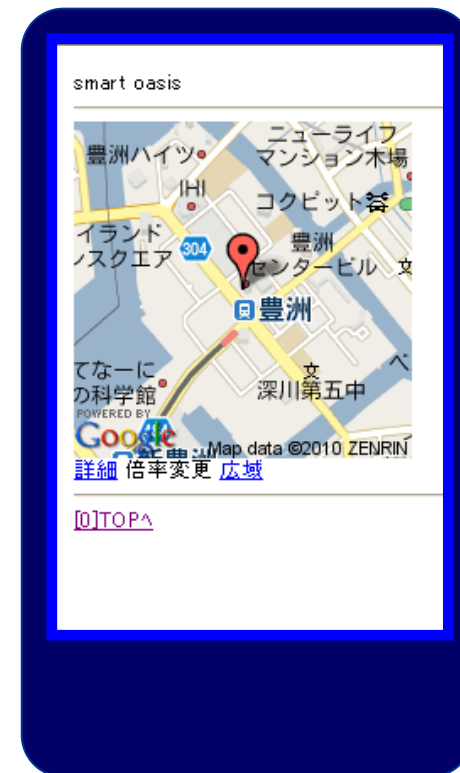 smart oasis
ニューライフ
マンション木場
豊洲ハイツ
IHI
コクピット
イランド
ンスクエア
304
豊洲
センタービル
文
豊洲
てなーに
の科学館
文
深川第五中
べ
POWERED BY
Google
Map data ©2010 ZENRIN
詳細 倍率変更 広域
[0]TOPへ